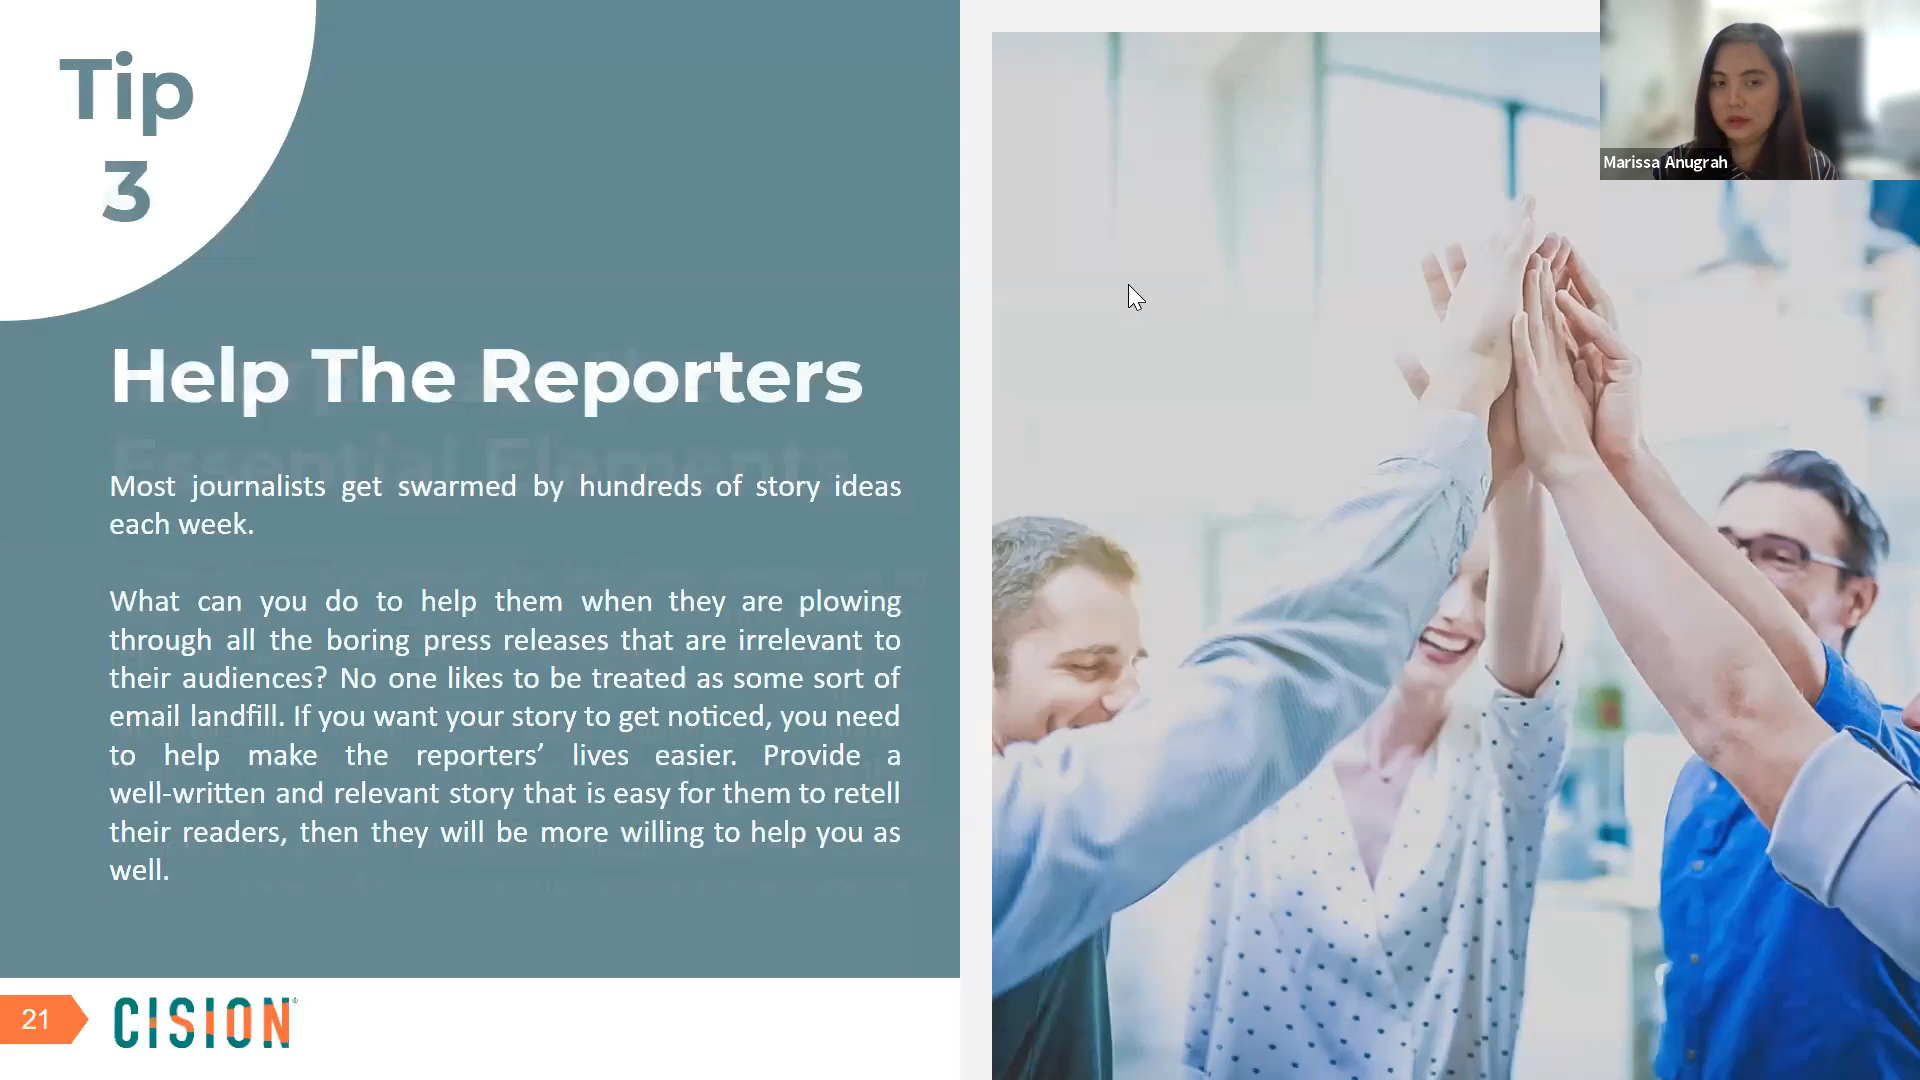 Tip
3
Marissa Anugrah
Help The Reporters
Essential Elements
Most journalists get swarmed by hundreds of story ideas
each week.
What can you do to help them when they are plowing
through all the boring press releases that are irrelevant to
their audiences? No one likes to be treated as some sort of
email landfill. If you want your story to get noticed, you need
to help make the reporters’ lives easier. Provide a
well-written and relevant story that is easy for them to retell
their readers, then they will be more willing to help you as
well.
21
CISION®